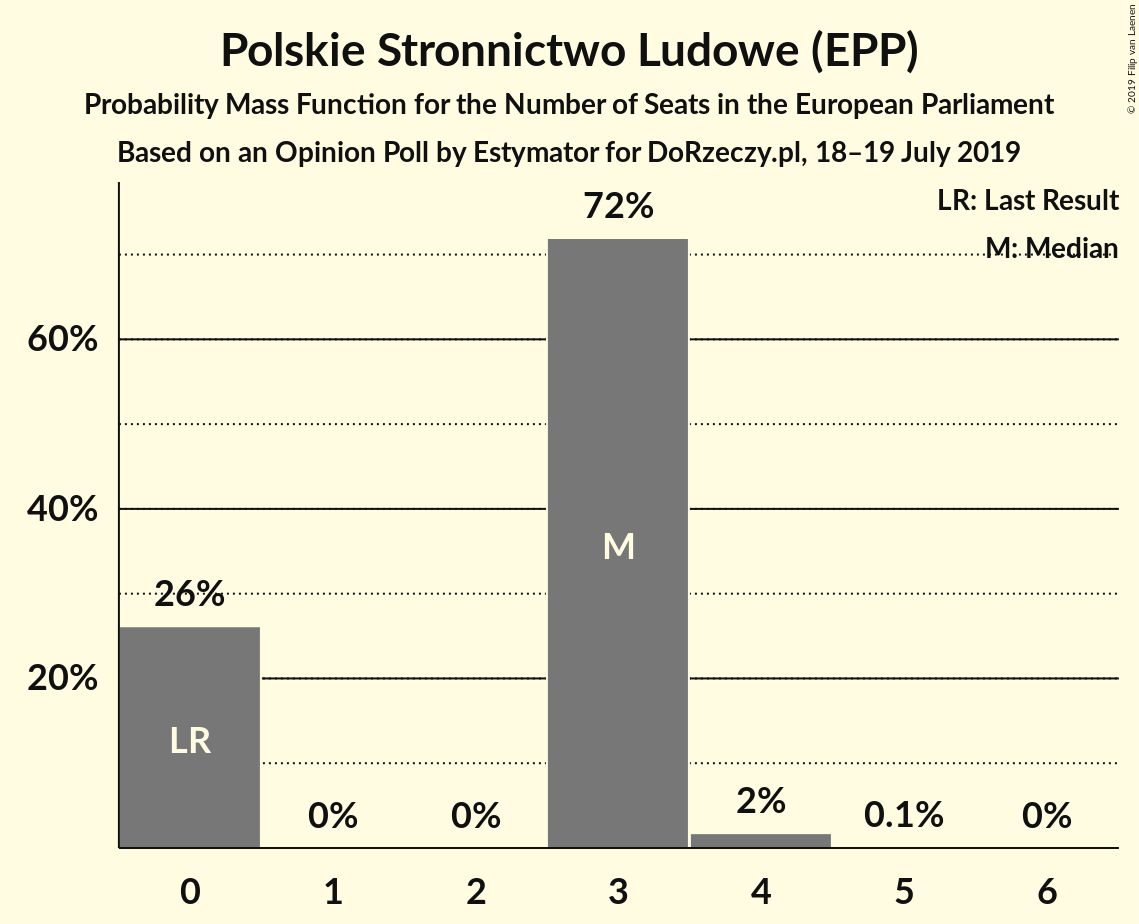 Polskie Stronnictwo Ludowe (EPP)
Probability Mass Function for the Number of Seats in the European Parliament
Based on an Opinion Poll by Estymator for DoRzeczy.pl, 18–19 July 2019
© 2019 Filip van Laenen
LR: Last Result
M: Median
72%
60%
40%
M
26%
20%
LR
0%
0%
2%
0.1%
0%
0 1 2 3 4 5 6